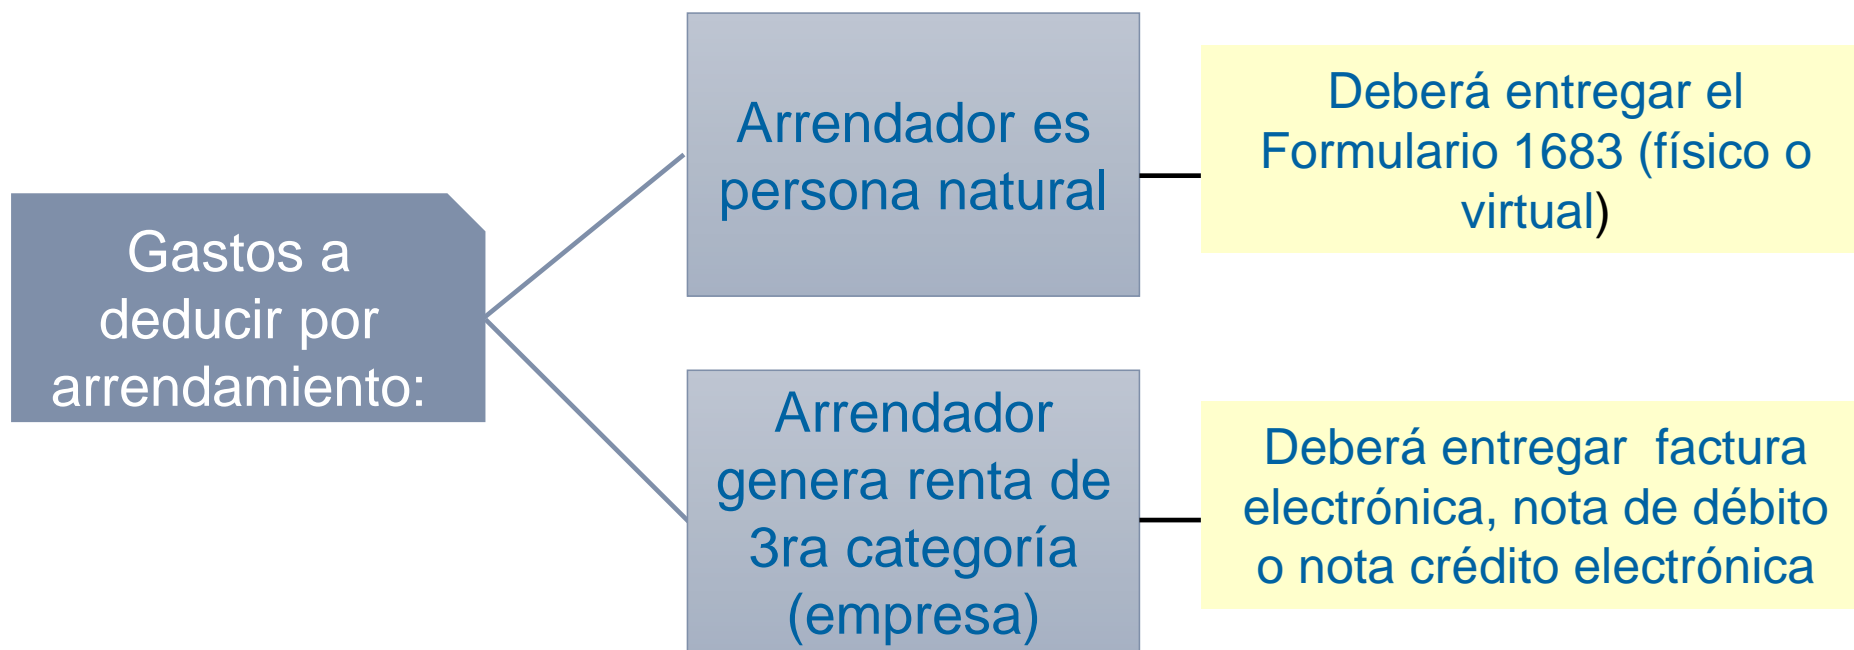 Gastos a
deducir por
arrendamiento:
Arrendador es
persona natural
Deberá entregar el
Formulario 1683 (físico o
virtual)
Arrendador
genera renta de
3ra categoría
(empresa)
Deberá entregar  factura
electrónica, nota de débito
o nota crédito electrónica